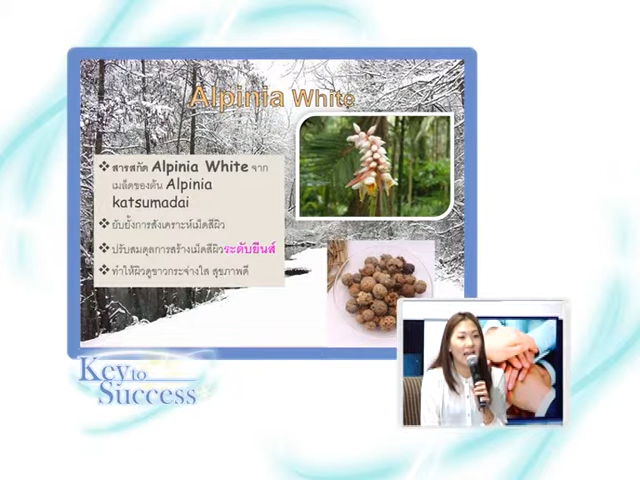 Alpinia White
❖ สารสกัด Alpinia White จาก
เมล็ดของต้น Alpinia
katsumadai
❖ ยับยั้งการสังเคราะห์เม็ดสีผิว
❖ ปรับสมดุลการสร้างเม็ดสีผิวระดับยีนส์
❖ ทำให้ผิวดูขาวกระจ่างใส สุขภาพดี
Key to
Success